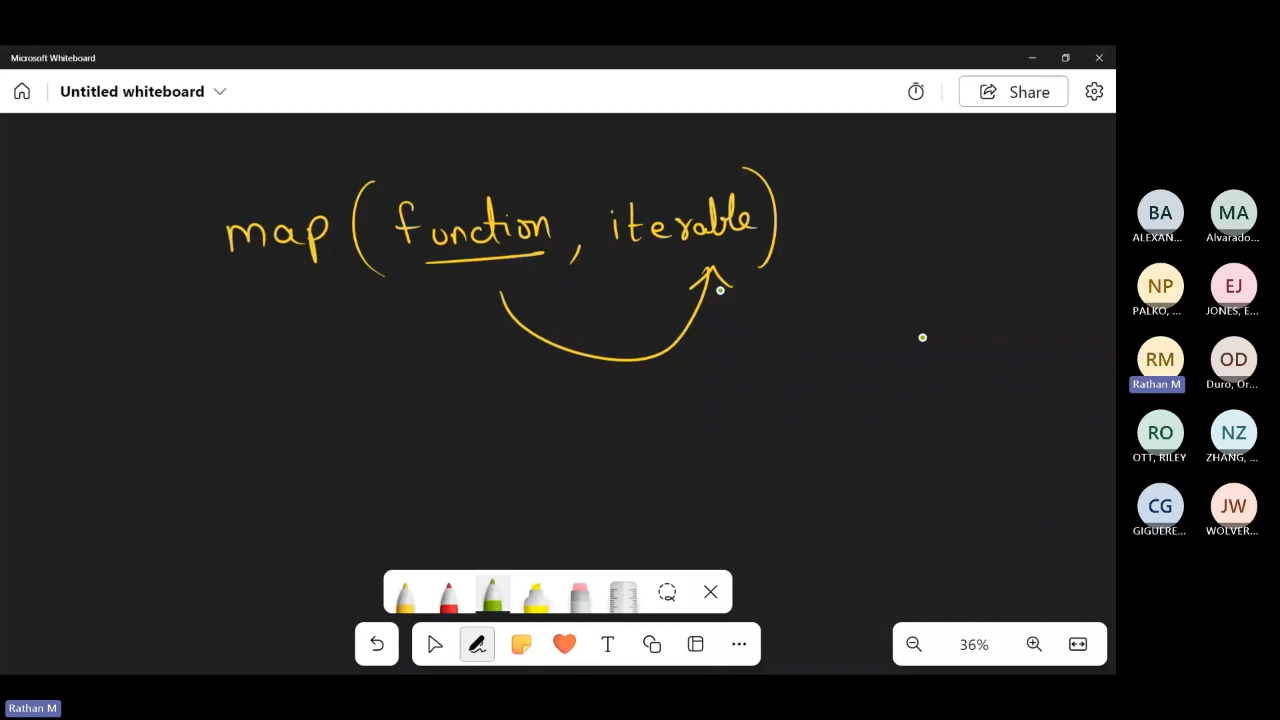 Microsoft Whiteboard
Untitled whiteboard
Share
map ( function , iterable )
BA
MA
ALEXAN...
Alvarado...
NP
EJ
PALKO, ...
JONES, E...
RM
OD
Rathan M
Duro, Or...
RO
NZ
OTT, RILEY
ZHANG, ...
CG
JW
GIGUERE...
WOLVER...
T
36%
Rathan M